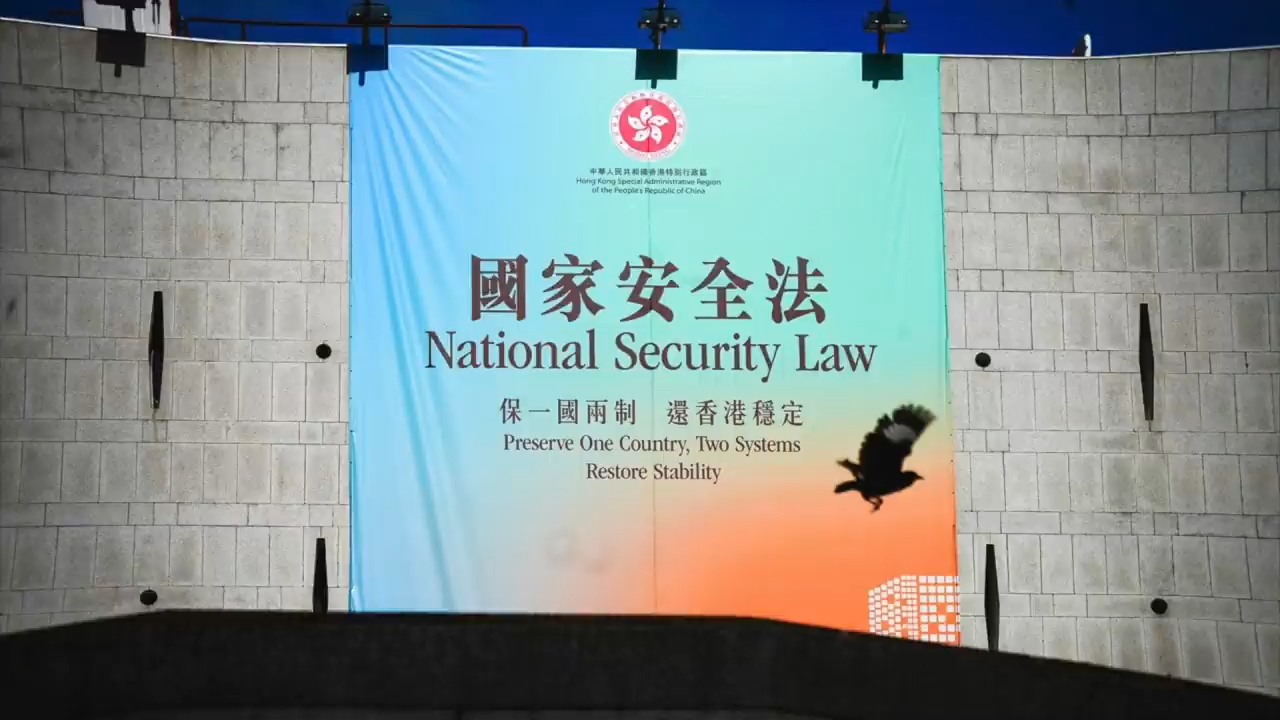 中華人民共和國香港特別行政區
Hong Kong Special Administrative Region
of the People's Republic of China
國家安全法
National Security Law
保一國兩制 還香港穩定
Preserve One Country, Two Systems
Restore Stability